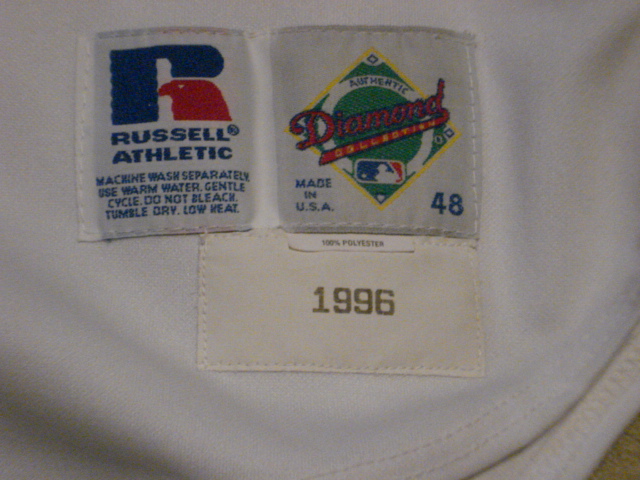 R
RUSSELL®
ATHLETIC
MACHINE WASH SEPARATELY.
USE WARM WATER. GENTLE
CYCLE. DO NOT BLEACH.
TUMBLE DRY. LOW HEAT.
AUTHENTIC
Diamond
COLLECTION
MADE
IN
U.S.A.
48
100% POLYESTER
1996